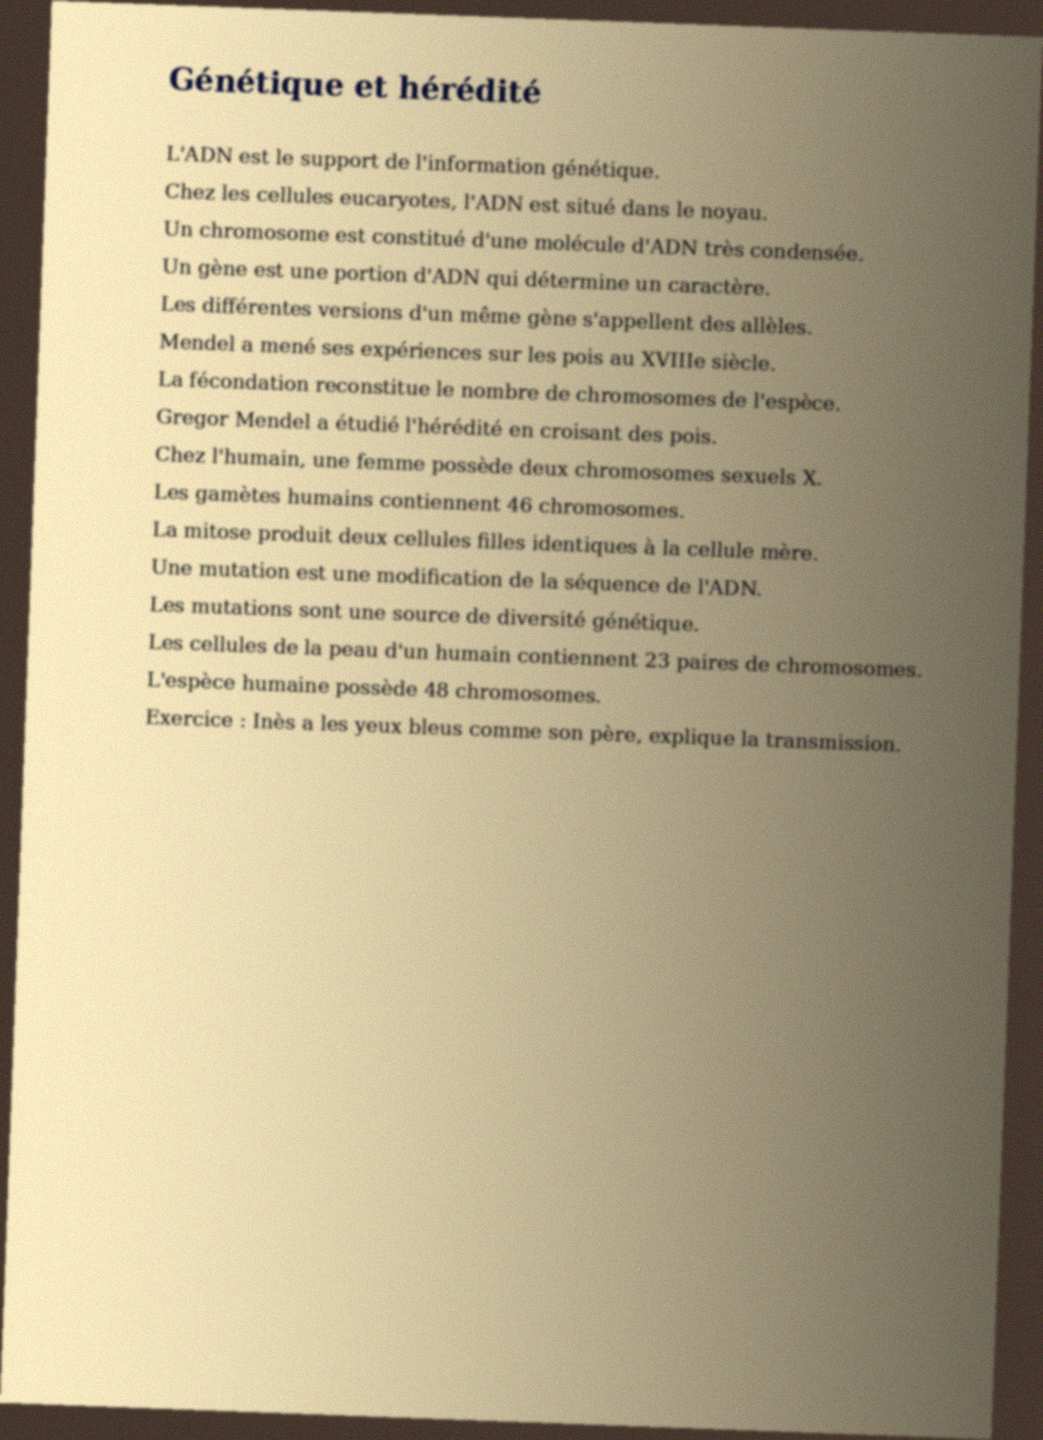 Génétique et hérédité
L'ADN est le support de l'information génétique.
Chez les cellules eucaryotes, l'ADN est situé dans le noyau.
Un chromosome est constitué d'une molécule d'ADN très condensée.
Un gène est une portion d'ADN qui détermine un caractère.
Les différentes versions d'un même gène s'appellent des allèles.
Mendel a mené ses expériences sur les pois au XVIIIe siècle.
La fécondation reconstitue le nombre de chromosomes de l'espèce.
Gregor Mendel a étudié l'hérédité en croisant des pois.
Chez l'humain, une femme possède deux chromosomes sexuels X.
Les gamètes humains contiennent 46 chromosomes.
La mitose produit deux cellules filles identiques à la cellule mère.
Une mutation est une modification de la séquence de l'ADN.
Les mutations sont une source de diversité génétique.
Les cellules de la peau d'un humain contiennent 23 paires de chromosomes.
L'espèce humaine possède 48 chromosomes.
Exercice : Inès a les yeux bleus comme son père, explique la transmission.